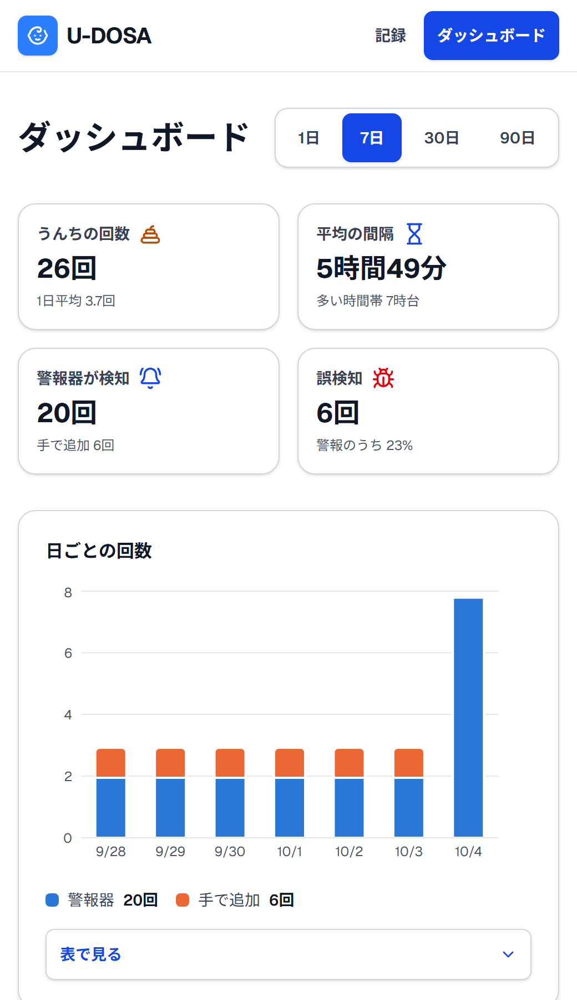 U-DOSA
記録
ダッシュボード
ダッシュボード
1日
7日
30日
90日
うんちの回数
26回
1日平均 3.7回
平均の間隔
5時間49分
多い時間帯 7時台
警報器が検知
20回
手で追加 6回
誤検知
6回
警報のうち 23%
日ごとの回数
8
6
4
2
0
9/28
9/29
9/30
10/1
10/2
10/3
10/4
警報器 20回
手で追加 6回
表で見る